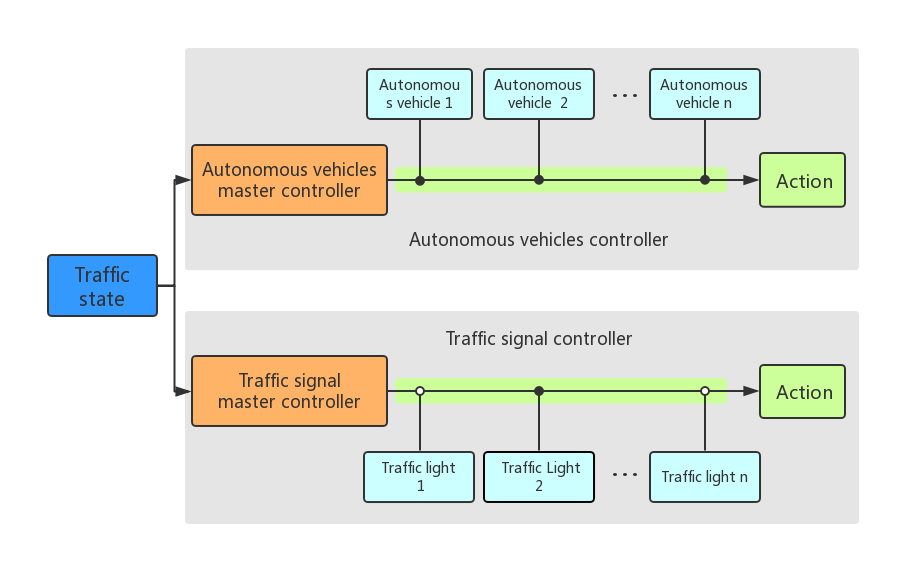 Autonomou
s vehicle 1
Autonomous
vehicle 2
...
Autonomous
vehicle n
Autonomous vehicles
master controller
Action
Autonomous vehicles controller
Traffic
state
Traffic signal controller
Traffic signal
master controller
Action
Traffic light
1
Traffic Light
2
...
Traffic light n